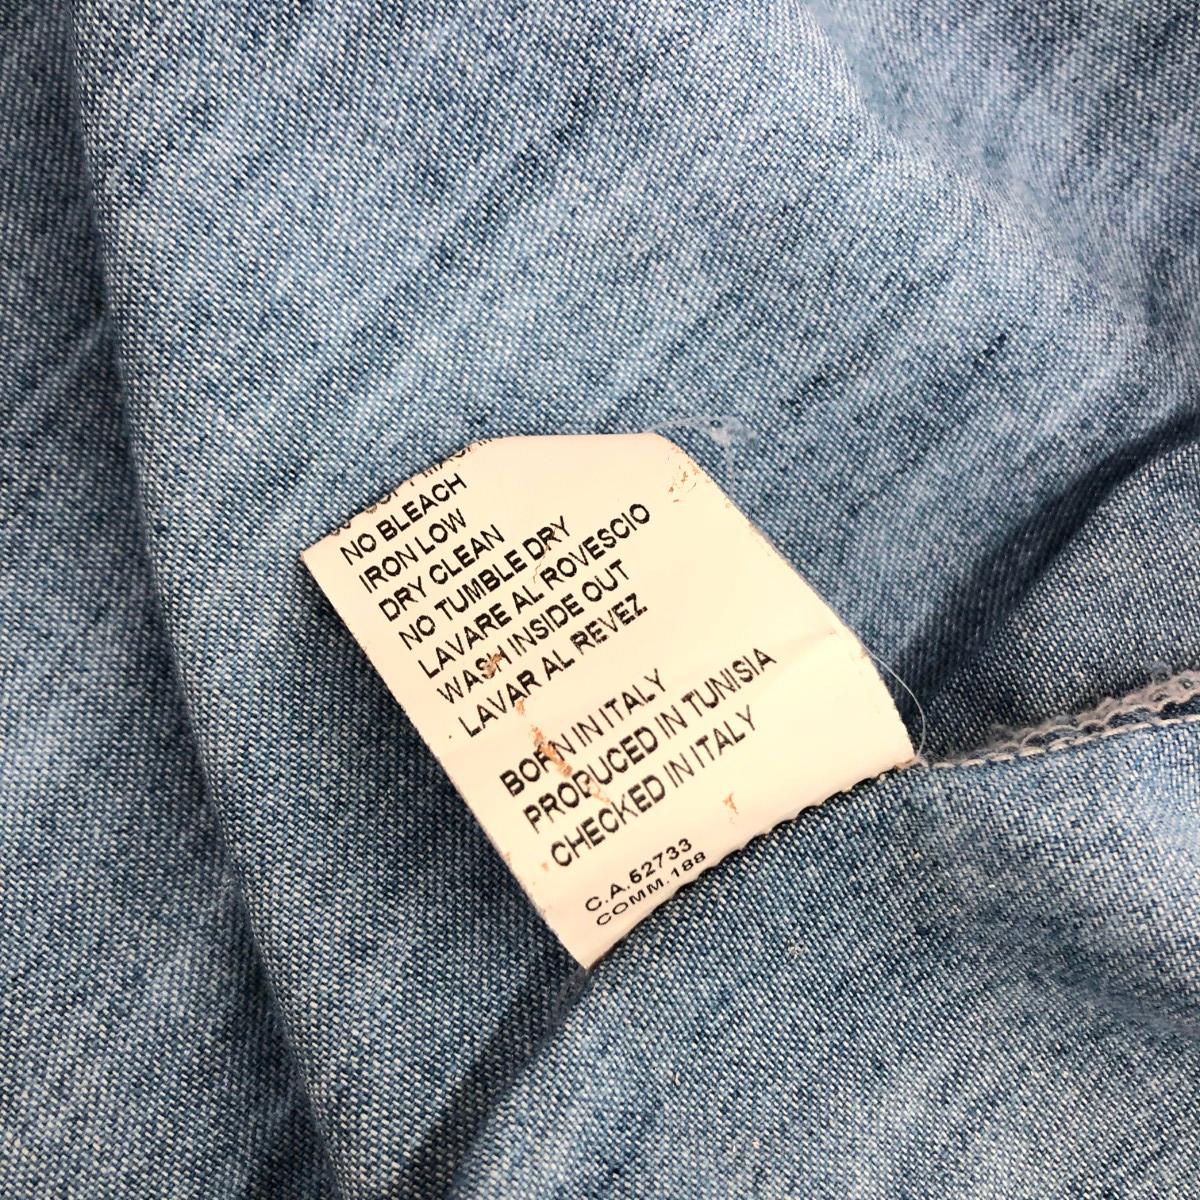 NO BLEACH
IRON LOW
DRY CLEAN
NO TUMBLE DRY
LAVARE AL ROVESCIO
WASH INSIDE OUT
LAVAR AL REVEZ
BORN IN ITALY
PRODUCED IN TUNISIA
CHECKED IN ITALY
C.A.52733
COMM.188